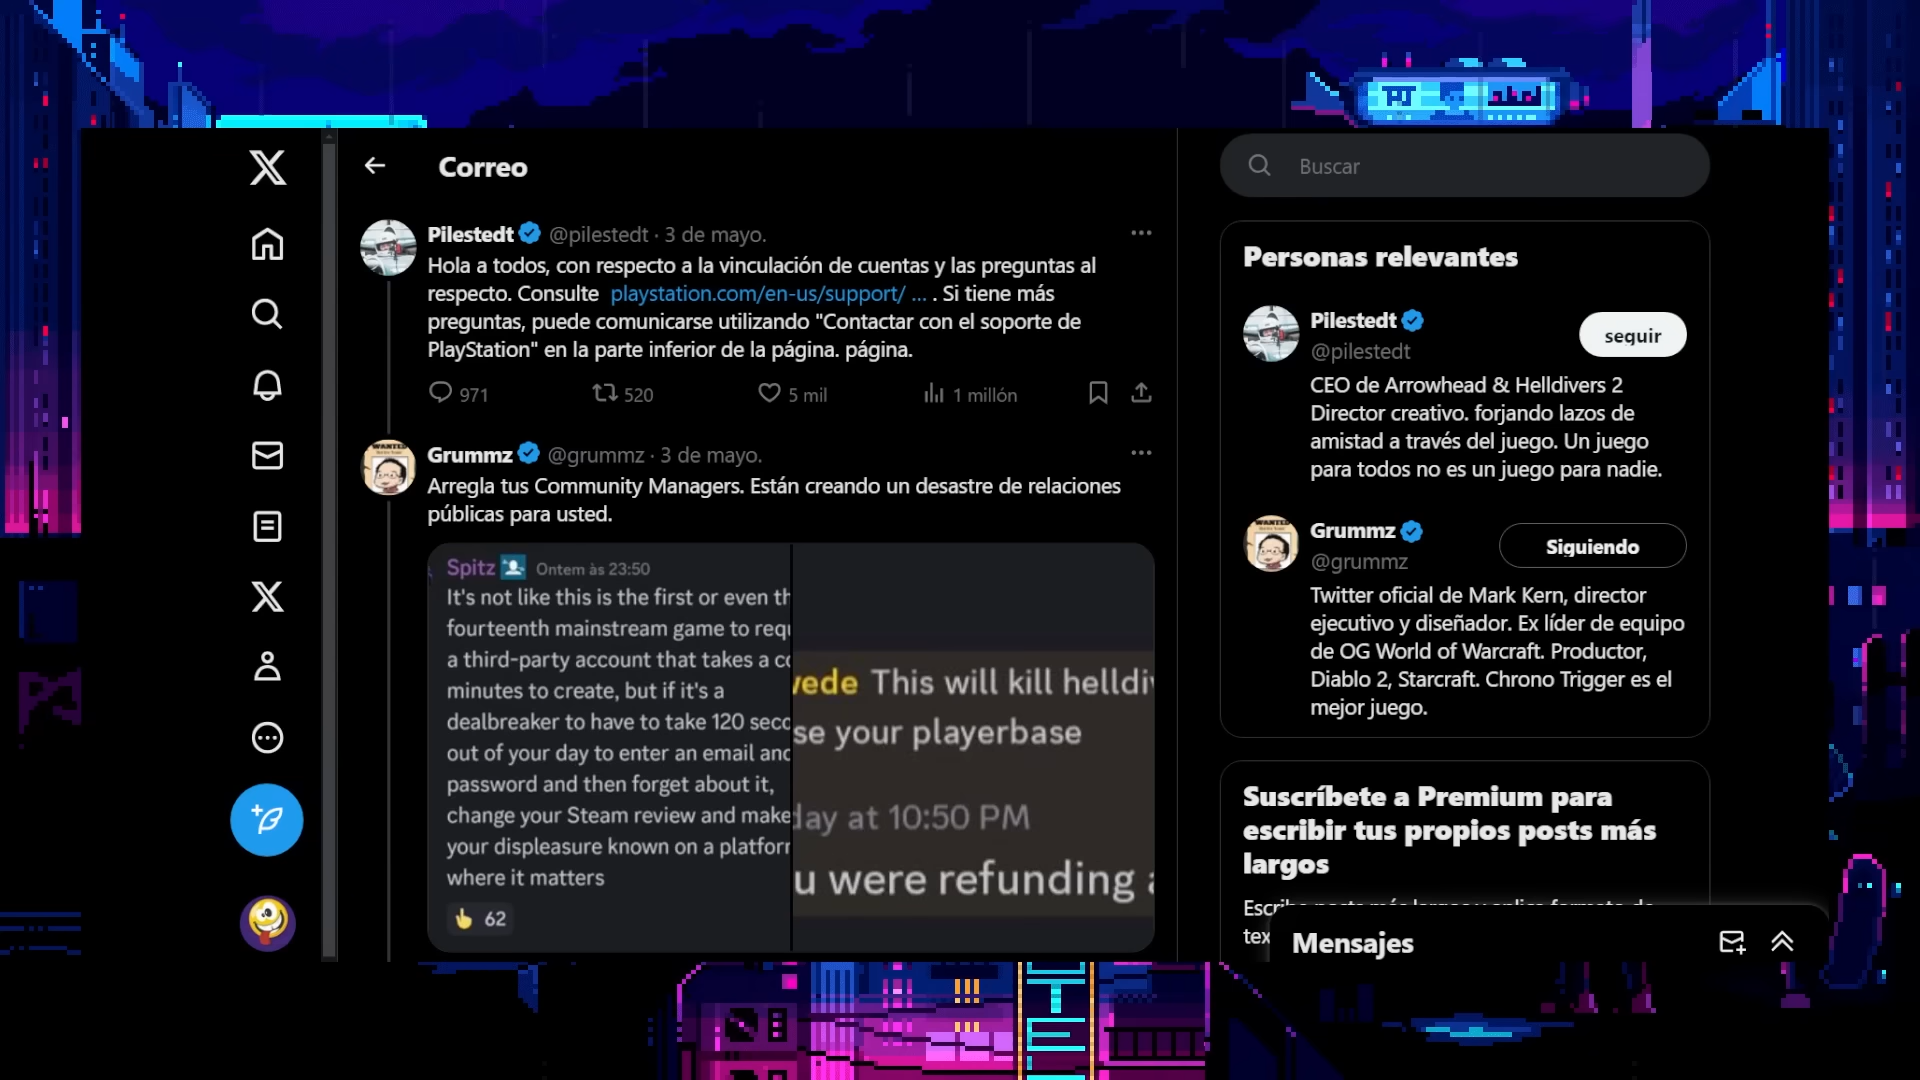 Correo
Pilestedt @pilestedt · 3 de mayo.
Hola a todos, con respecto a la vinculación de cuentas y las preguntas al
respecto. Consulte playstation.com/en-us/support/ ... . Si tiene más
preguntas, puede comunicarse utilizando "Contactar con el soporte de
PlayStation" en la parte inferior de la página. página.
971 520 5 mil 1 millón
Grummz @grummz · 3 de mayo.
Arregla tus Community Managers. Están creando un desastre de relaciones
públicas para usted.
Spitz Ontem às 23:50
It's not like this is the first or even th
fourteenth mainstream game to requ
a third-party account that takes a co
minutes to create, but if it's a
dealbreaker to have to take 120 seco
out of your day to enter an email and
password and then forget about it,
change your Steam review and make
your displeasure known on a platforr
where it matters
62
vede This will kill helldiv
se your playerbase
day at 10:50 PM
u were refunding a
Buscar
Personas relevantes
Pilestedt
@pilestedt
seguir
CEO de Arrowhead & Helldivers 2
Director creativo. forjando lazos de
amistad a través del juego. Un juego
para todos no es un juego para nadie.
Grummz
@grummz
Siguiendo
Twitter oficial de Mark Kern, director
ejecutivo y diseñador. Ex líder de equipo
de OG World of Warcraft. Productor,
Diablo 2, Starcraft. Chrono Trigger es el
mejor juego.
Suscríbete a Premium para
escribir tus propios posts más
largos
Mensajes